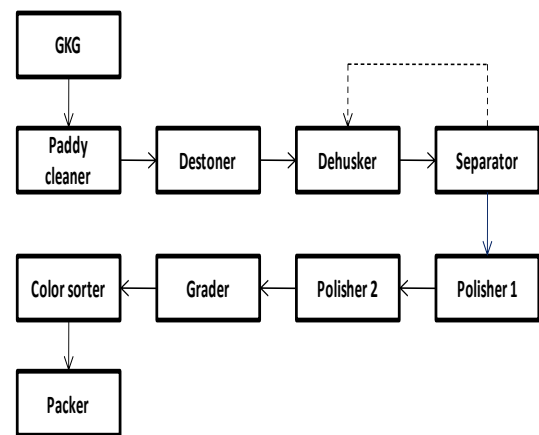 GKG
Paddy
cleaner
Destoner
Dehusker
Separator
Color sorter
Grader
Polisher 2
Polisher 1
Packer